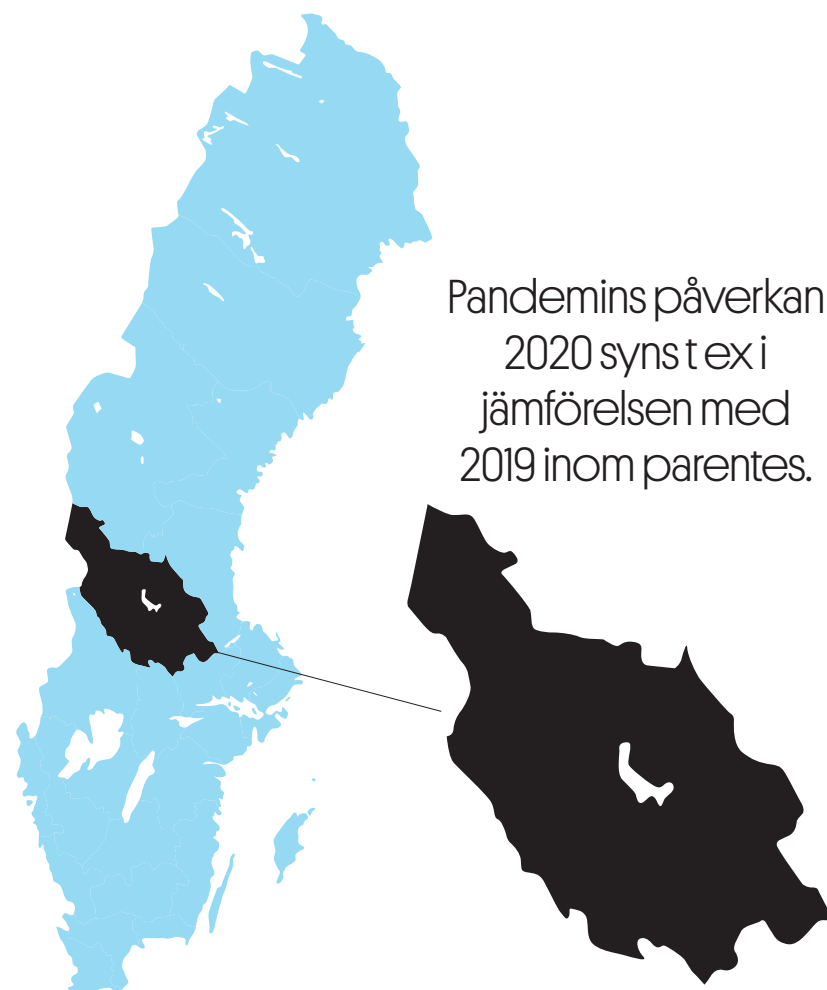 Pandemins påverkan
2020 syns t ex i
jämförelsen med
2019 inom parentes.